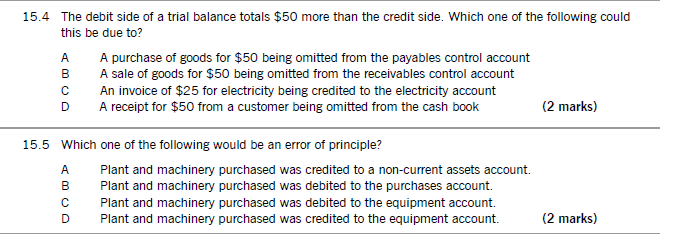 15.4 The debit side of a trial balance totals $50 more than the credit side. Which one of the following could
this be due to?
A A purchase of goods for $50 being omitted from the payables control account
B A sale of goods for $50 being omitted from the receivables control account
C An invoice of $25 for electricity being credited to the electricity account
D A receipt for $50 from a customer being omitted from the cash book (2 marks)
15.5 Which one of the following would be an error of principle?
A Plant and machinery purchased was credited to a non-current assets account.
B Plant and machinery purchased was debited to the purchases account.
C Plant and machinery purchased was debited to the equipment account.
D Plant and machinery purchased was credited to the equipment account. (2 marks)